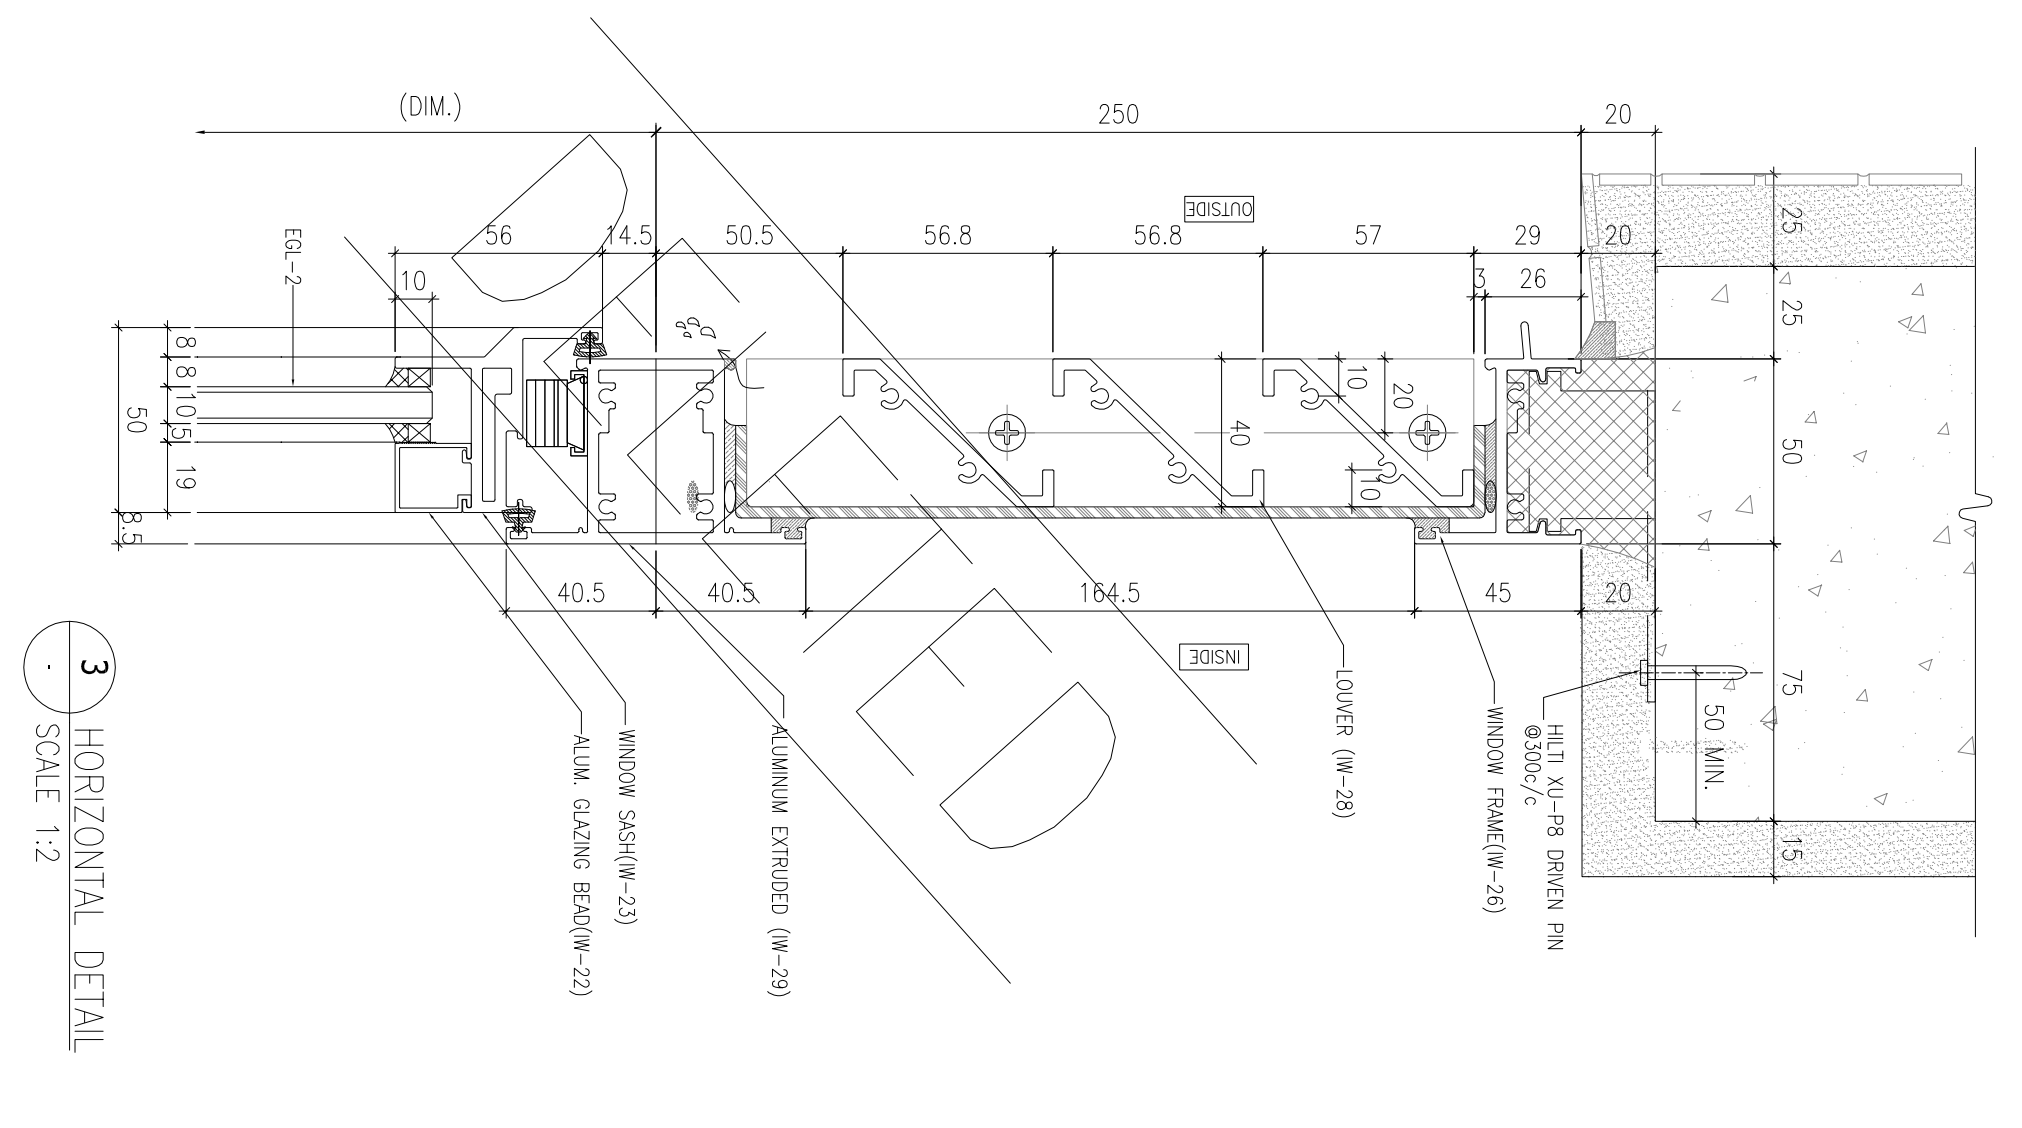 (DIM.)
250
20
OUTSIDE
56
14.5
50.5
56.8
56.8
57
29
20
10
3
26
EGL-2
25
25
50
75
15
8
8
10
5
19
50
8.5
10
20
40
10
DELETED
40.5
40.5
164.5
45
20
INSIDE
50 MIN.
HILTI XU-P8 DRIVEN PIN
@300c/c
WINDOW FRAME(IW-26)
LOUVER (IW-28)
ALUMINUM EXTRUDED (IW-29)
WINDOW SASH(IW-23)
ALUM. GLAZING BEAD(IW-22)
3
-
HORIZONTAL DETAIL
SCALE 1:2